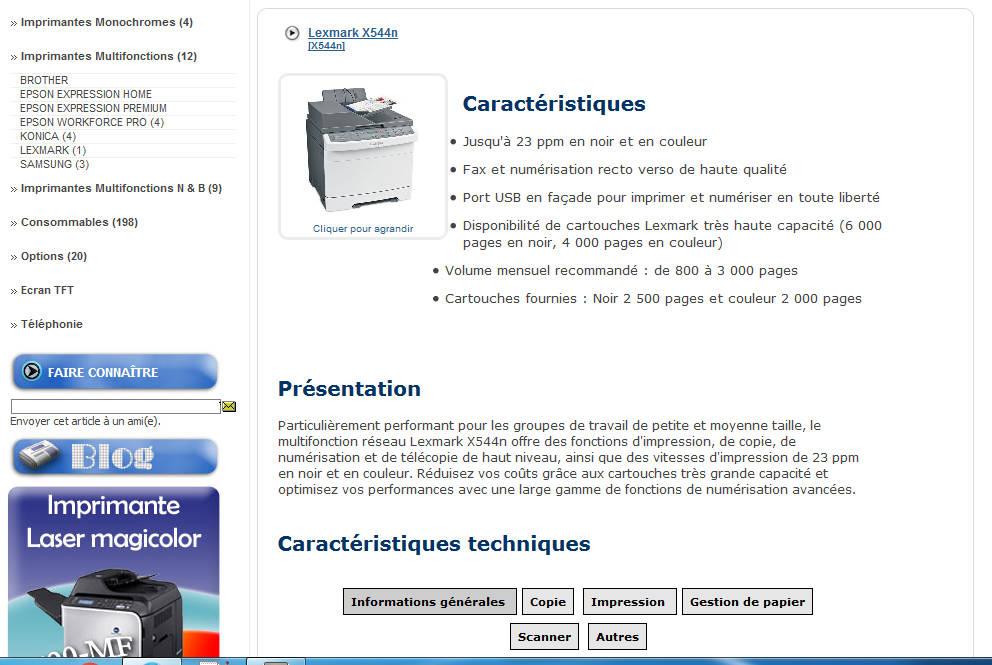 Imprimantes Monochromes (4)
Imprimantes Multifonctions (12)
BROTHER
EPSON EXPRESSION HOME
EPSON EXPRESSION PREMIUM
EPSON WORKFORCE PRO (4)
KONICA (4)
LEXMARK (1)
SAMSUNG (3)
Imprimantes Multifonctions N & B (9)
Consommables (198)
Options (20)
Ecran TFT
Téléphonie
FAIRE CONNAÎTRE
Envoyer cet article à un ami(e).
Blog
Imprimante
Laser magicolor
Lexmark X544n
[X544n]
Cliquer pour agrandir
Caractéristiques
• Jusqu'à 23 ppm en noir et en couleur
• Fax et numérisation recto verso de haute qualité
• Port USB en façade pour imprimer et numériser en toute liberté
• Disponibilité de cartouches Lexmark très haute capacité (6 000
pages en noir, 4 000 pages en couleur)
• Volume mensuel recommandé : de 800 à 3 000 pages
• Cartouches fournies : Noir 2 500 pages et couleur 2 000 pages
Présentation
Particulièrement performant pour les groupes de travail de petite et moyenne taille, le
multifonction réseau Lexmark X544n offre des fonctions d'impression, de copie, de
numérisation et de télécopie de haut niveau, ainsi que des vitesses d'impression de 23 ppm
en noir et en couleur. Réduisez vos coûts grâce aux cartouches très grande capacité et
optimisez vos performances avec une large gamme de fonctions de numérisation avancées.
Caractéristiques techniques
Informations générales Copie Impression Gestion de papier
Scanner Autres